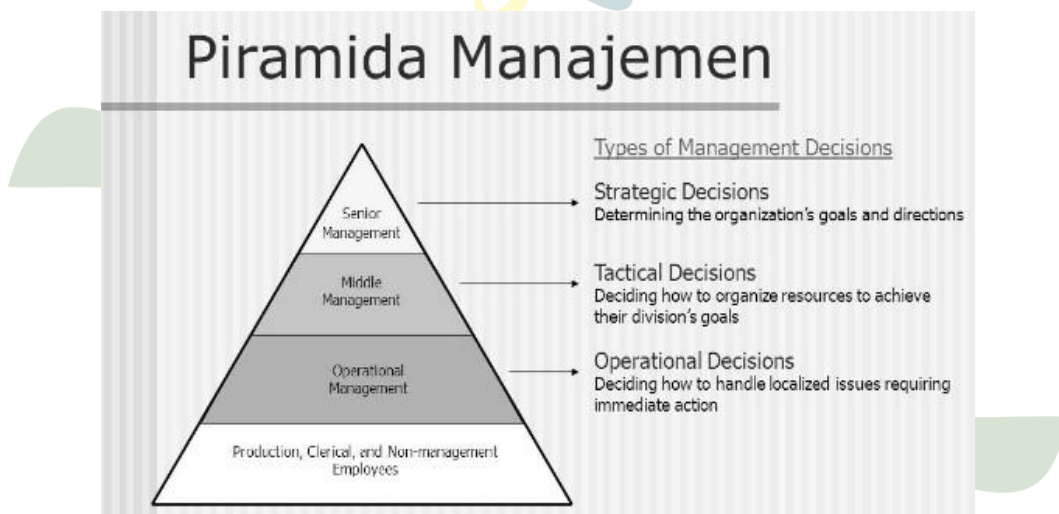 Piramida Manajemen
Senior
Management
Middle
Management
Operational
Management
Production, Clerical, and Non-management
Employees
Types of Management Decisions
Strategic Decisions
Determining the organization's goals and directions
Tactical Decisions
Deciding how to organize resources to achieve
their division's goals
Operational Decisions
Deciding how to handle localized issues requiring
immediate action